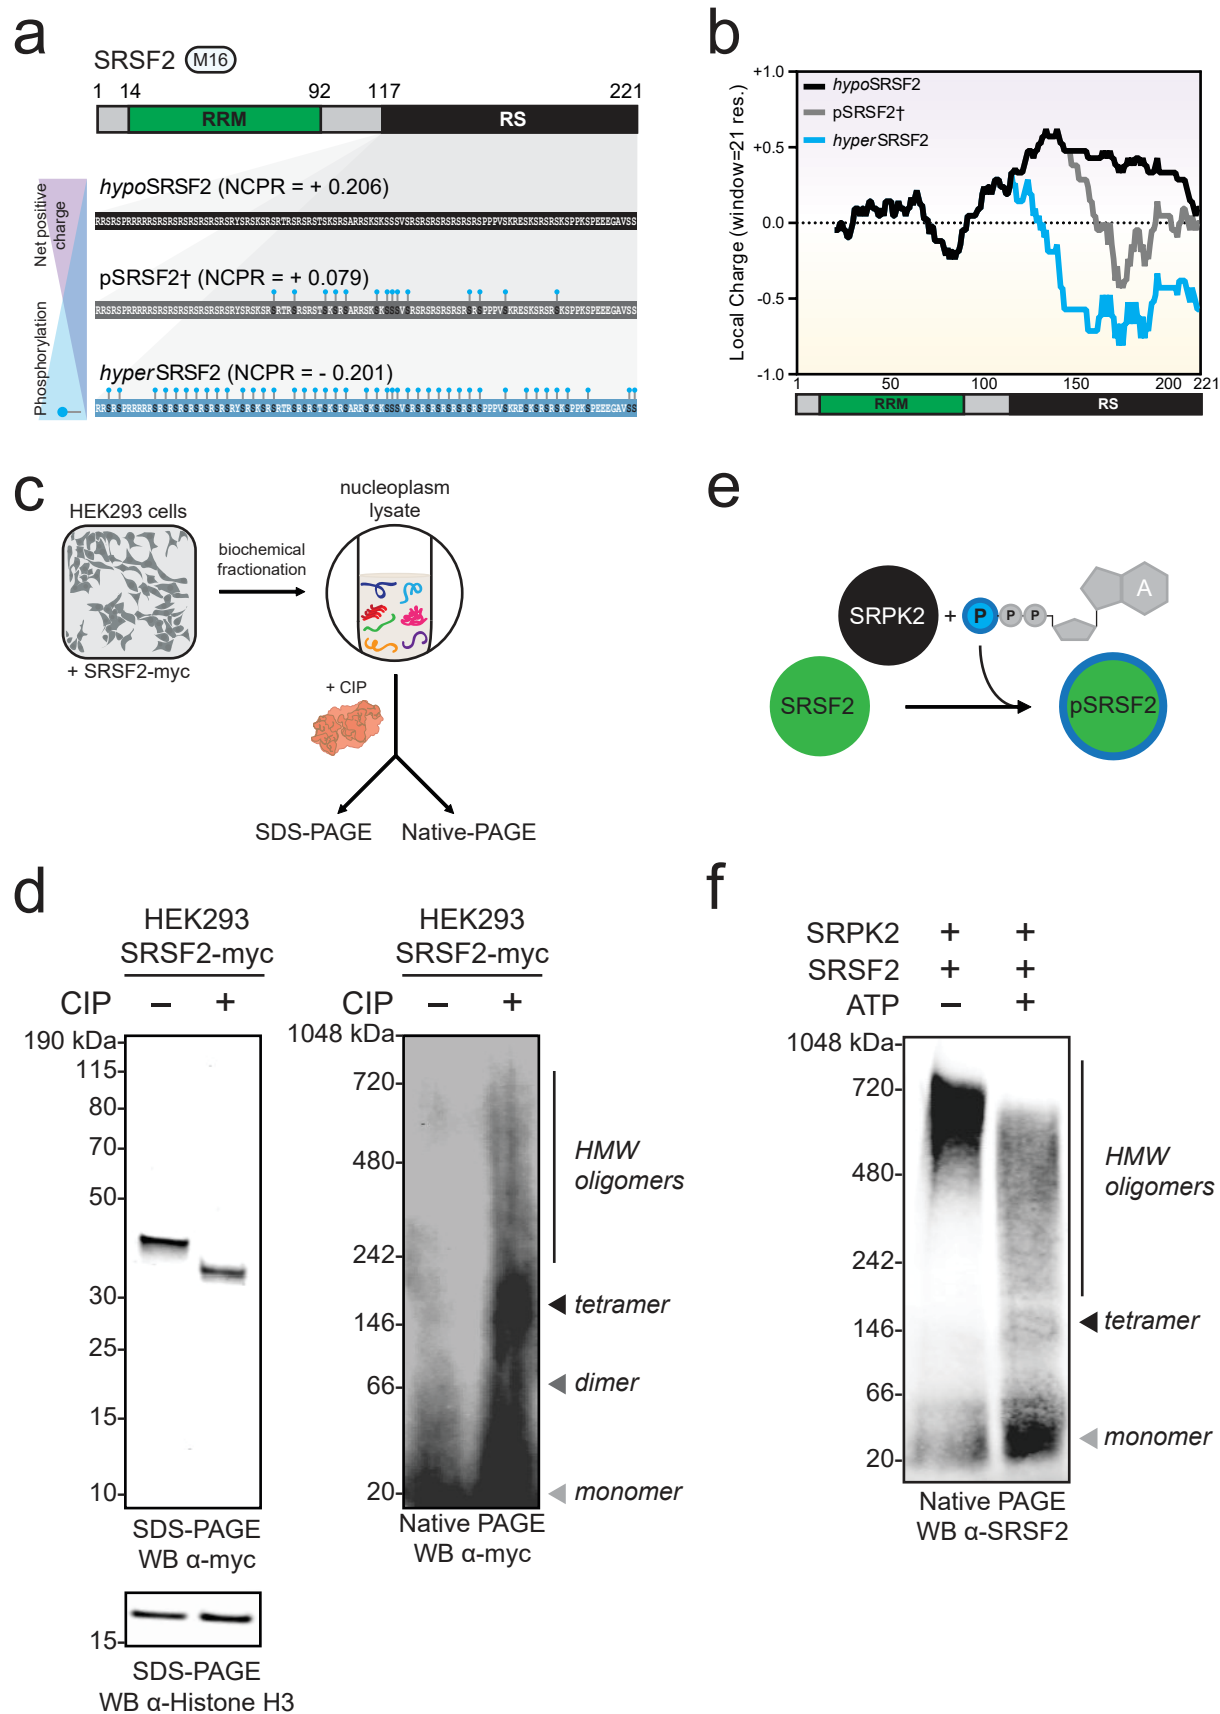 a
SRSF2 M16
1 14 92 117 221
RRM RS
Net positive charge
Phosphorylation
hypoSRSF2 (NCPR = + 0.206)
RRSRSPRRRRRSRSRSRSRSRSRSRSRYSRSKSRSRTRSRSRSTSKSRSARRSKSKSSSVSRSRSRSRSRSRSRSPPPVSKRESKSRSRSKSPPKSPEEEGAVSS
pSRSF2† (NCPR = + 0.079)
RRSRSPRRRRRSRSRSRSRSRSRSRSRYSRSKSRSRTRSRSRSTSKSRSARRSKSKSSSVSRSRSRSRSRSRSRSPPPVSKRESKSRSRSKSPPKSPEEEGAVSS
hyperSRSF2 (NCPR = - 0.201)
RRSRSPRRRRRSRSRSRSRSRSRSRSRYSRSKSRSRTRSRSRSTSKSRSARRSKSKSSSVSRSRSRSRSRSRSRSPPPVSKRESKSRSRSKSPPKSPEEEGAVSS
b
Local Charge (window=21 res.)
+1.0
+0.5
0.0
-0.5
-1.0
hypoSRSF2
pSRSF2†
hyperSRSF2
1 50 100 150 200 221
RRM RS
c
HEK293 cells
+ SRSF2-myc
biochemical
fractionation
nucleoplasm
lysate
+ CIP
SDS-PAGE Native-PAGE
e
SRPK2 + P P P A
SRSF2 pSRSF2
d
HEK293
SRSF2-myc
CIP − +
190 kDa
115
80
70
50
30
25
15
10
SDS-PAGE
WB α-myc
15
SDS-PAGE
WB α-Histone H3
HEK293
SRSF2-myc
CIP − +
1048 kDa
720
480
242
146
66
20
HMW
oligomers
tetramer
dimer
monomer
Native PAGE
WB α-myc
f
SRPK2 + +
SRSF2 + +
ATP − +
1048 kDa
720
480
242
146
66
20
HMW
oligomers
tetramer
monomer
Native PAGE
WB α-SRSF2